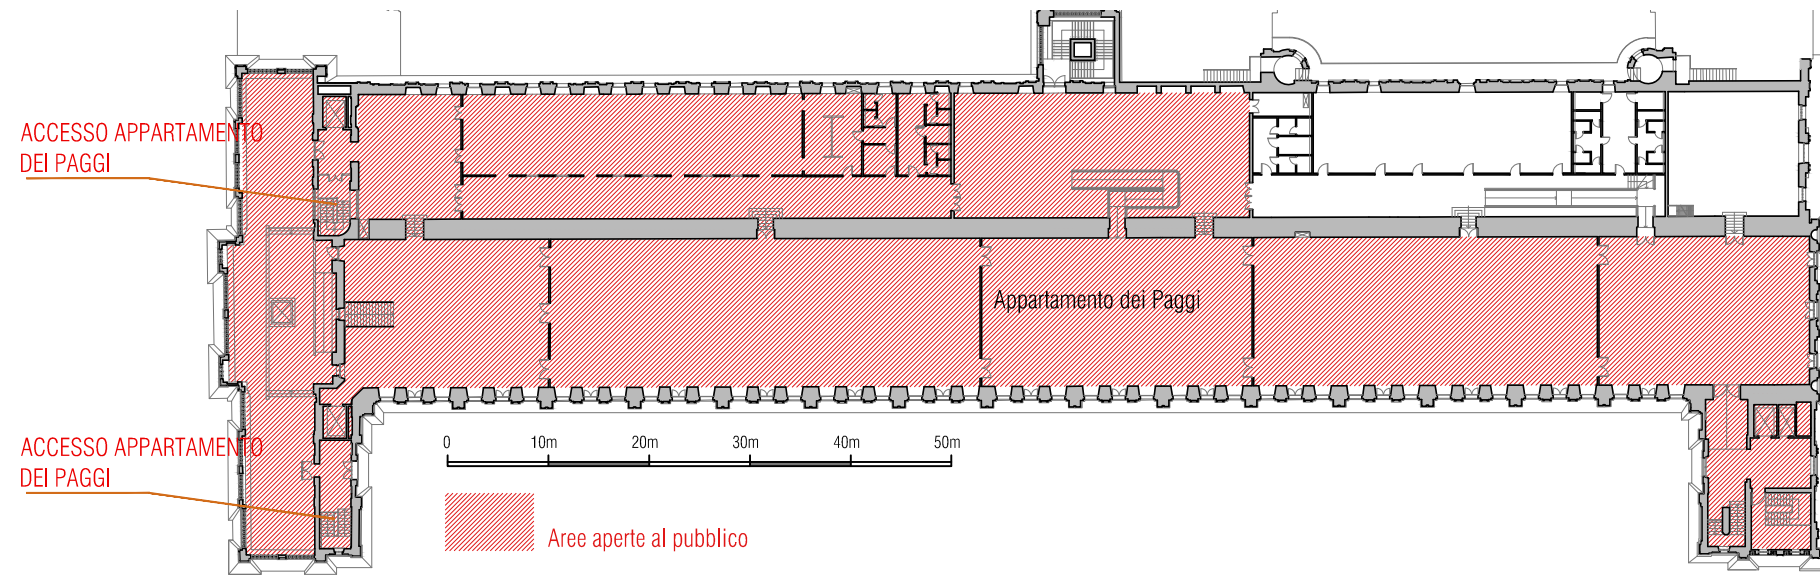 ACCESSO APPARTAMENTO
DEI PAGGI
Appartamento dei Paggi
ACCESSO APPARTAMENTO
DEI PAGGI
0 10m 20m 30m 40m 50m
Aree aperte al pubblico